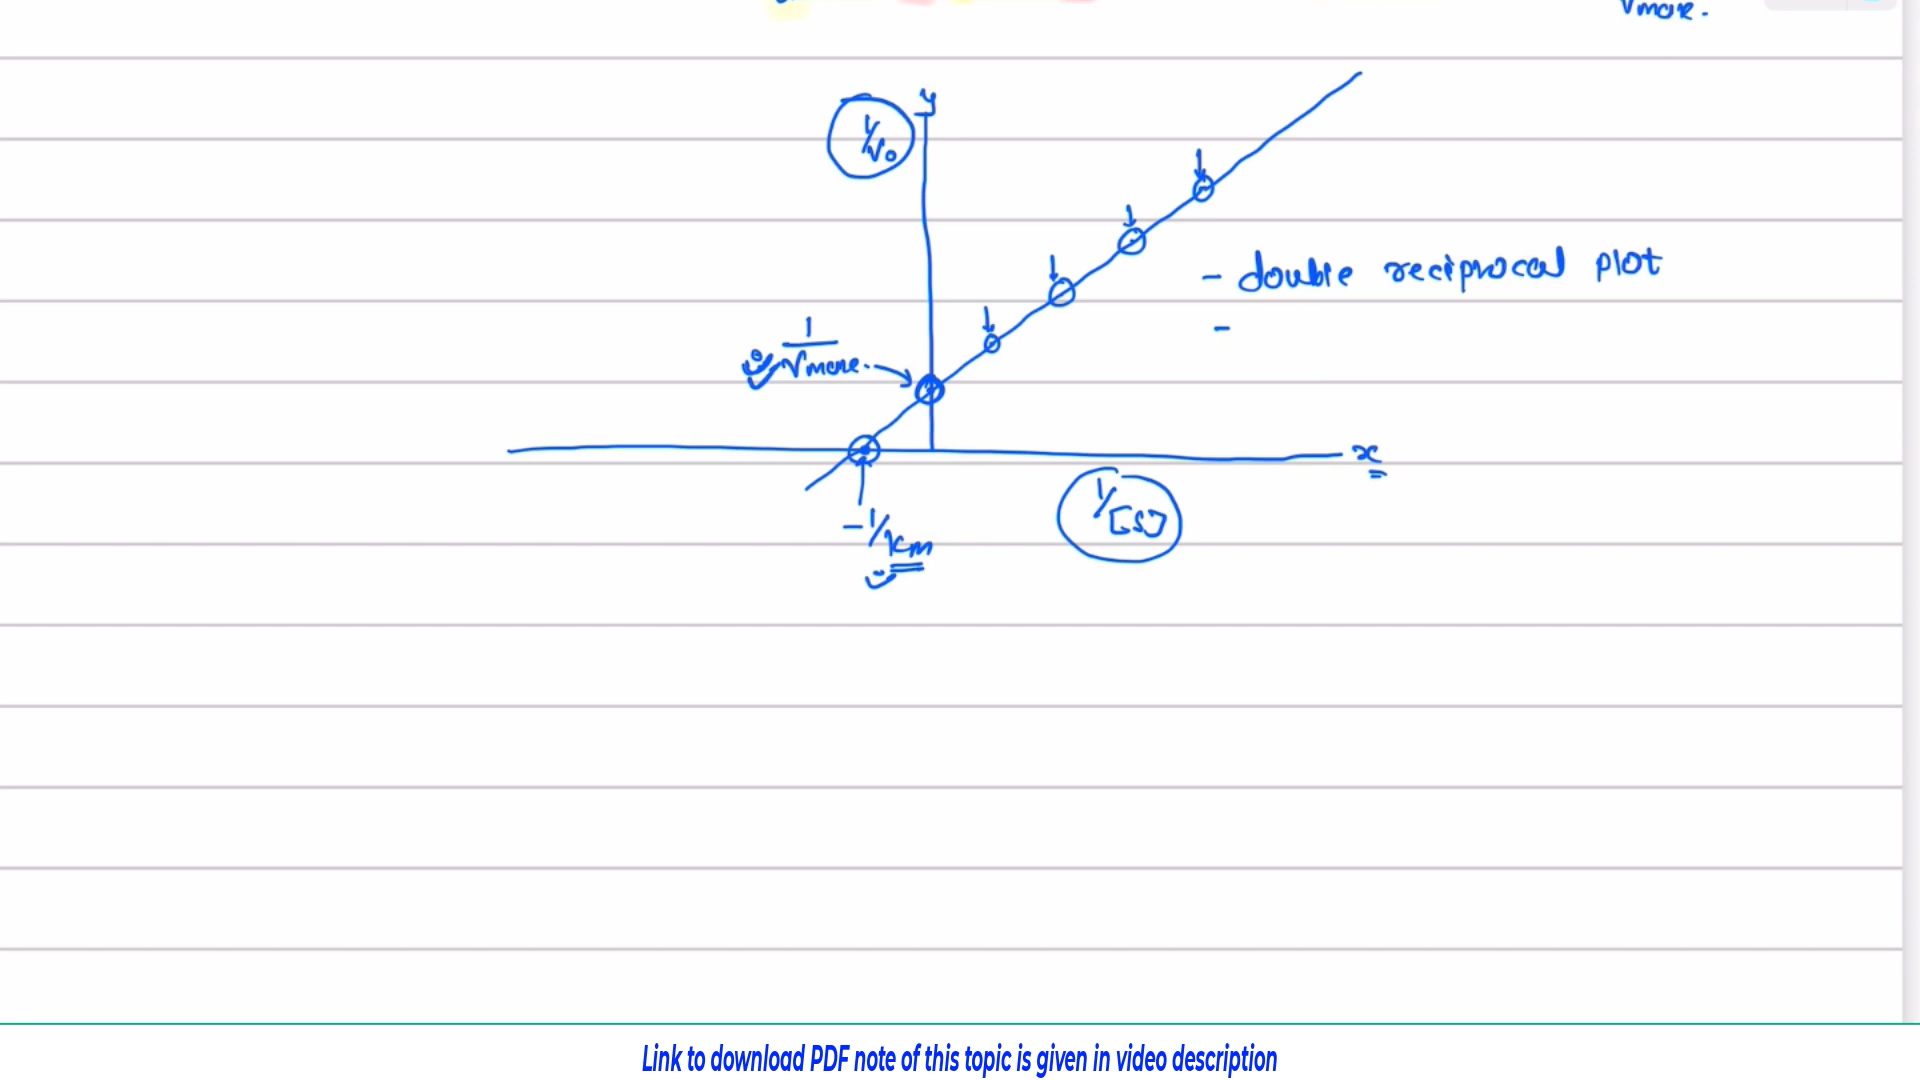 Vmax.
y
1/V₀
- double reciprocal plot
-
1/Vmax.
x
1/[S]
-1/km
Link to download PDF note of this topic is given in video description